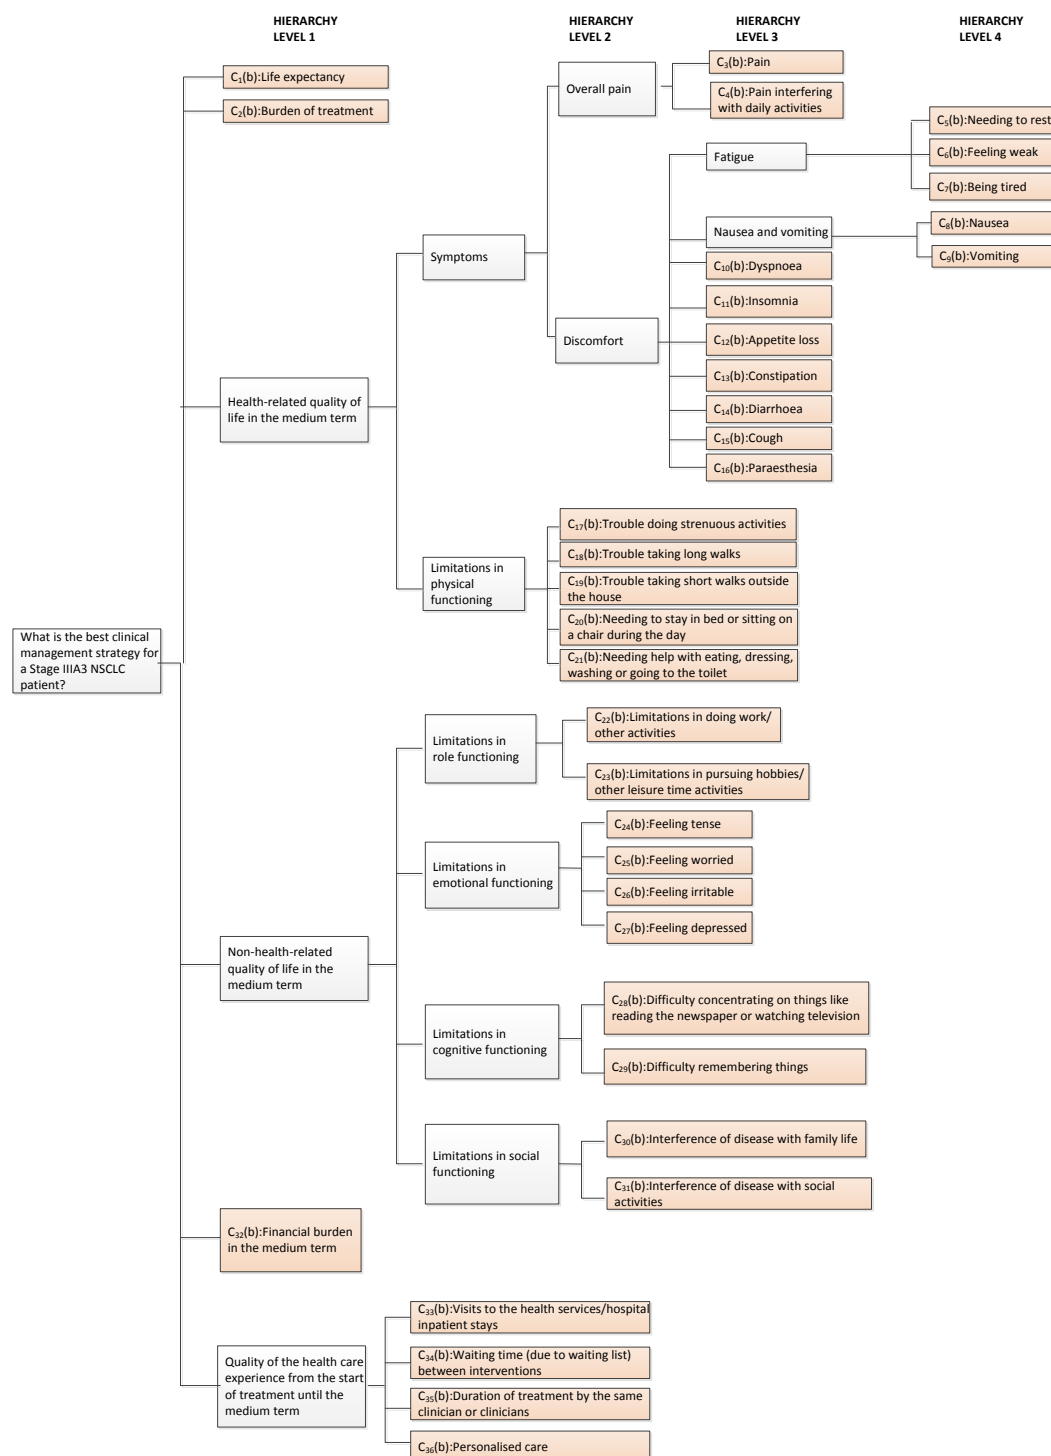 HIERARCHY
LEVEL 1
HIERARCHY
LEVEL 2
HIERARCHY
LEVEL 3
HIERARCHY
LEVEL 4
C₁(b):Life expectancy
C₂(b):Burden of treatment
Overall pain
C₃(b):Pain
C₄(b):Pain interfering
with daily activities
Fatigue
C₅(b):Needing to rest
C₆(b):Feeling weak
C₇(b):Being tired
Nausea and vomiting
C₈(b):Nausea
C₉(b):Vomiting
Symptoms
C₁₀(b):Dyspnoea
C₁₁(b):Insomnia
Discomfort
C₁₂(b):Appetite loss
C₁₃(b):Constipation
C₁₄(b):Diarrhoea
C₁₅(b):Cough
C₁₆(b):Paraesthesia
Health-related quality of
life in the medium term
Limitations in
physical
functioning
C₁₇(b):Trouble doing strenuous activities
C₁₈(b):Trouble taking long walks
C₁₉(b):Trouble taking short walks outside
the house
C₂₀(b):Needing to stay in bed or sitting on
a chair during the day
C₂₁(b):Needing help with eating, dressing,
washing or going to the toilet
What is the best clinical
management strategy for
a Stage IIIA3 NSCLC
patient?
Limitations in
role functioning
C₂₂(b):Limitations in doing work/
other activities
C₂₃(b):Limitations in pursuing hobbies/
other leisure time activities
Limitations in
emotional functioning
C₂₄(b):Feeling tense
C₂₅(b):Feeling worried
C₂₆(b):Feeling irritable
C₂₇(b):Feeling depressed
Non-health-related
quality of life in the
medium term
Limitations in
cognitive functioning
C₂₈(b):Difficulty concentrating on things like
reading the newspaper or watching television
C₂₉(b):Difficulty remembering things
Limitations in social
functioning
C₃₀(b):Interference of disease with family life
C₃₁(b):Interference of disease with social
activities
C₃₂(b):Financial burden
in the medium term
Quality of the health care
experience from the start
of treatment until the
medium term
C₃₃(b):Visits to the health services/hospital
inpatient stays
C₃₄(b):Waiting time (due to waiting list)
between interventions
C₃₅(b):Duration of treatment by the same
clinician or clinicians
C₃₆(b):Personalised care